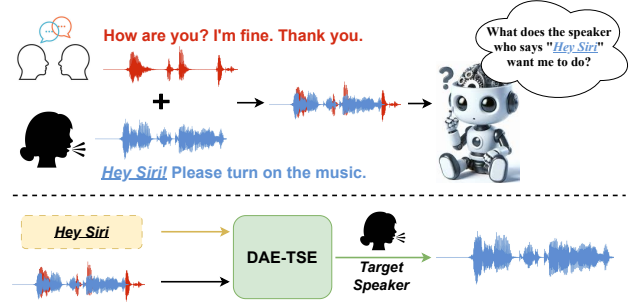 How are you? I'm fine. Thank you.
What does the speaker
who says "Hey Siri"
want me to do?
?
+
Hey Siri! Please turn on the music.
Hey Siri
DAE-TSE
Target
Speaker